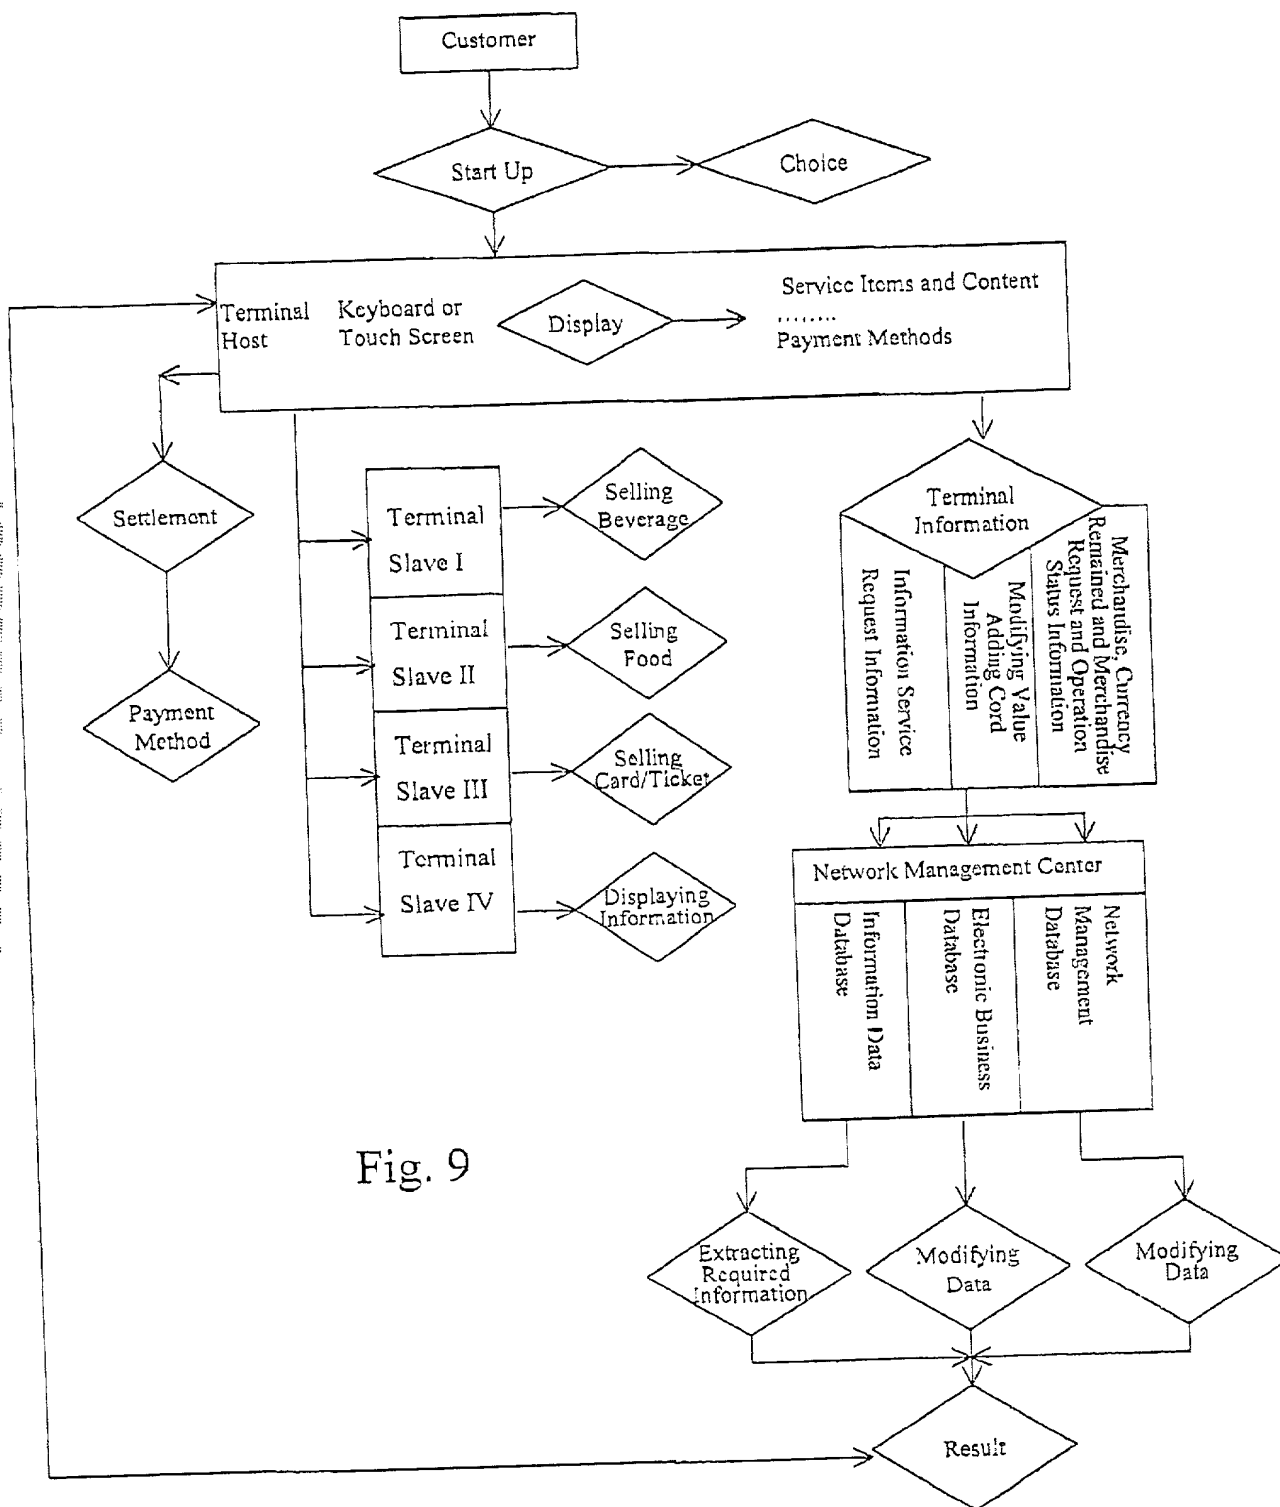 Customer
Start Up
Choice
Terminal
Host
Keyboard or
Touch Screen
Display
Service Items and Content
........
Payment Methods
Settlement
Payment
Method
Terminal
Slave I
Selling
Beverage
Terminal
Slave II
Selling
Food
Terminal
Slave III
Selling
Card/Ticket
Terminal
Slave IV
Displaying
Information
Terminal
Information
Information Service
Request Information
Modifying Value
Adding Cord
Information
Merchandise, Currency
Remained and Merchandise
Request and Operation
Status Information
Network Management Center
Information Data
Database
Electronic Business
Database
Network
Management
Database
Extracting
Required
Information
Modifying
Data
Modifying
Data
Result
Fig. 9